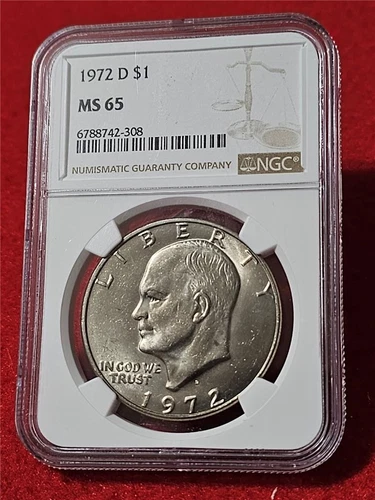 1972 D $1
MS 65
6788742-308
NUMISMATIC GUARANTY COMPANY
NGC®
LIBERTY
IN GOD WE
TRUST
1972